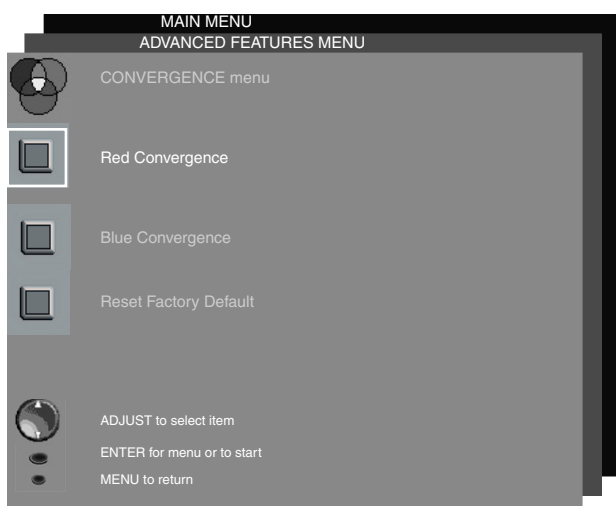 MAIN MENU
ADVANCED FEATURES MENU
CONVERGENCE menu
Red Convergence
Blue Convergence
Reset Factory Default
ADJUST to select item
ENTER for menu or to start
MENU to return